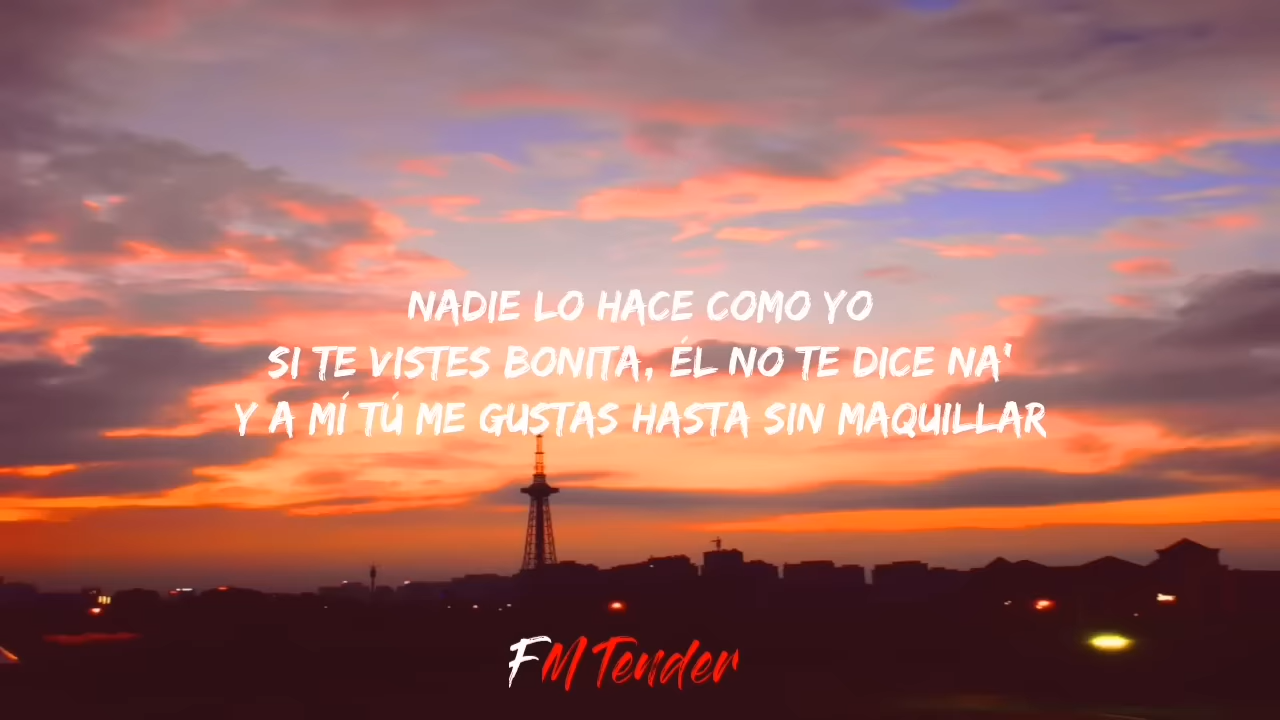 NADIE LO HACE COMO YO
SI TE VISTES BONITA, ÉL NO TE DICE NA'
Y A MÍ TÚ ME GUSTAS HASTA SIN MAQUILLAR
FM Tender